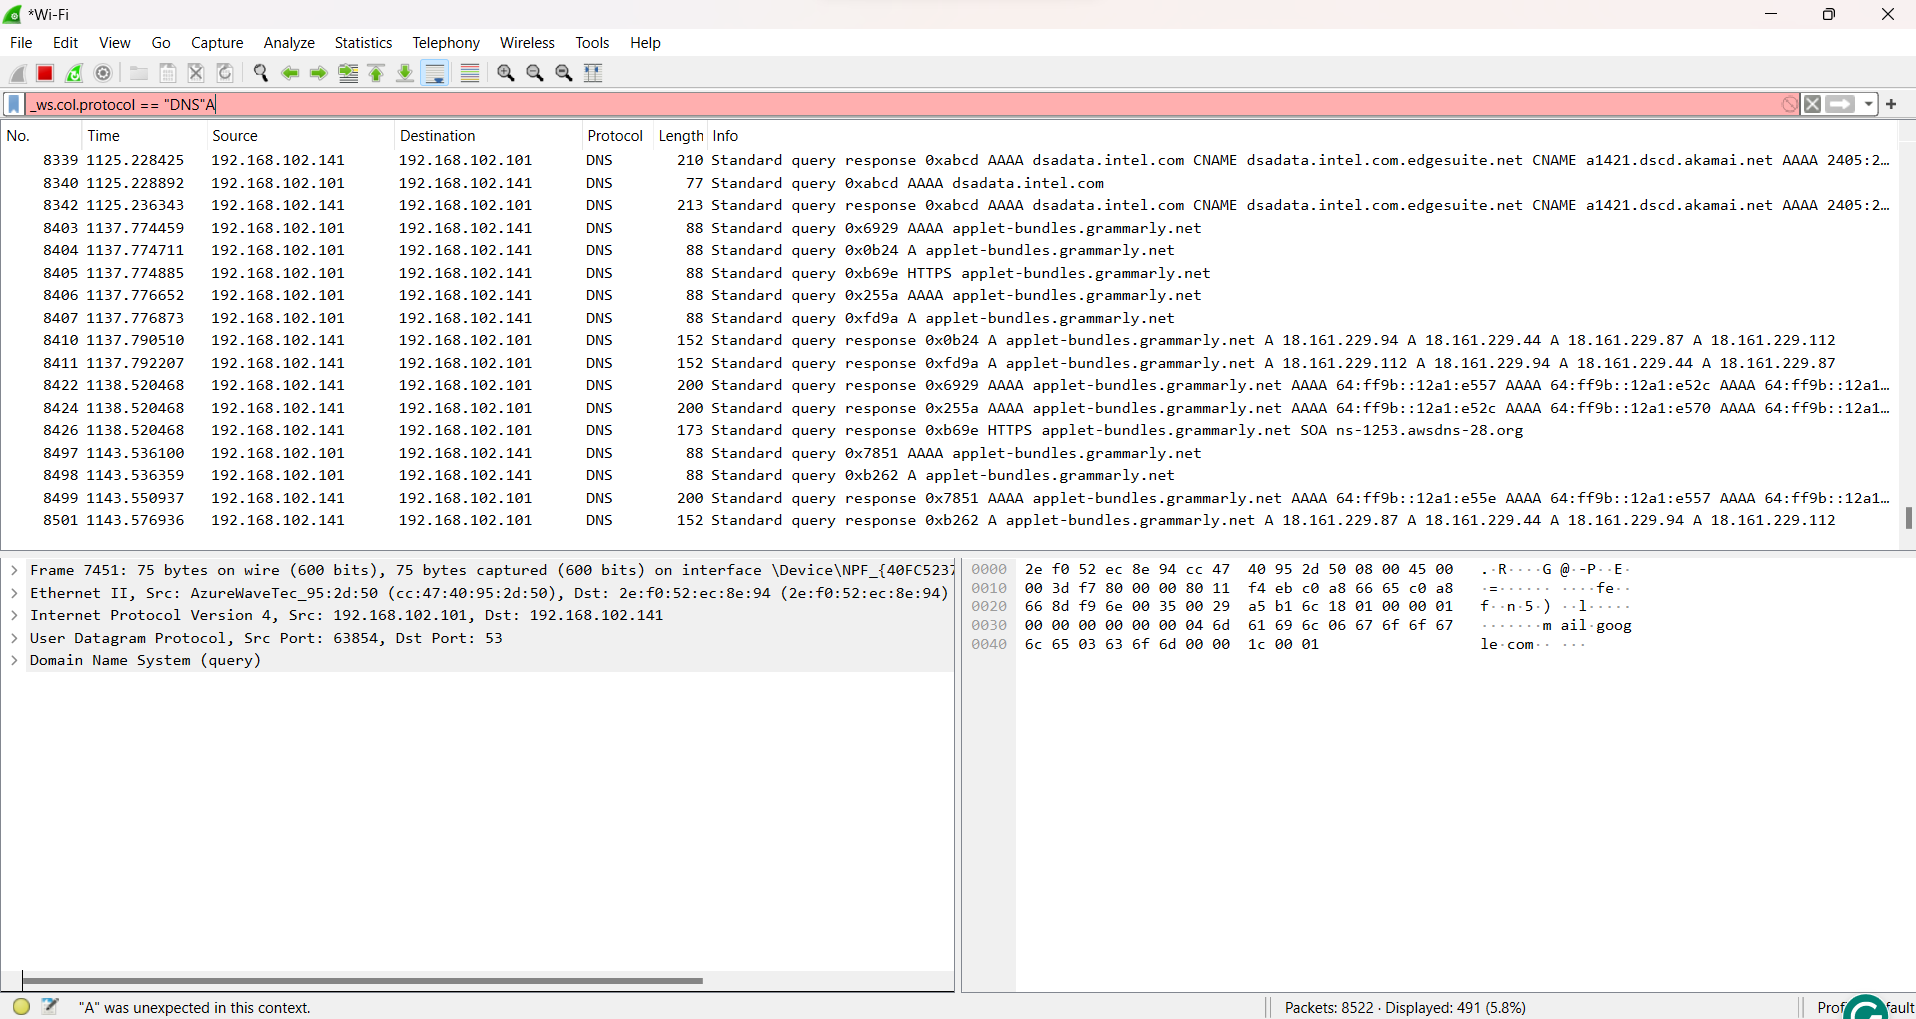 *Wi-Fi
File Edit View Go Capture Analyze Statistics Telephony Wireless Tools Help
_ws.col.protocol == "DNS"A
No. Time Source Destination Protocol Length Info
8339 1125.228425 192.168.102.141 192.168.102.101 DNS 210 Standard query response 0xabcd AAAA dsadata.intel.com CNAME dsadata.intel.com.edgesuite.net CNAME a1421.dscd.akamai.net AAAA 2405:2…
8340 1125.228892 192.168.102.101 192.168.102.141 DNS 77 Standard query 0xabcd AAAA dsadata.intel.com
8342 1125.236343 192.168.102.141 192.168.102.101 DNS 213 Standard query response 0xabcd AAAA dsadata.intel.com CNAME dsadata.intel.com.edgesuite.net CNAME a1421.dscd.akamai.net AAAA 2405:2…
8403 1137.774459 192.168.102.101 192.168.102.141 DNS 88 Standard query 0x6929 AAAA applet-bundles.grammarly.net
8404 1137.774711 192.168.102.101 192.168.102.141 DNS 88 Standard query 0x0b24 A applet-bundles.grammarly.net
8405 1137.774885 192.168.102.101 192.168.102.141 DNS 88 Standard query 0xb69e HTTPS applet-bundles.grammarly.net
8406 1137.776652 192.168.102.101 192.168.102.141 DNS 88 Standard query 0x255a AAAA applet-bundles.grammarly.net
8407 1137.776873 192.168.102.101 192.168.102.141 DNS 88 Standard query 0xfd9a A applet-bundles.grammarly.net
8410 1137.790510 192.168.102.141 192.168.102.101 DNS 152 Standard query response 0x0b24 A applet-bundles.grammarly.net A 18.161.229.94 A 18.161.229.44 A 18.161.229.87 A 18.161.229.112
8411 1137.792207 192.168.102.141 192.168.102.101 DNS 152 Standard query response 0xfd9a A applet-bundles.grammarly.net A 18.161.229.112 A 18.161.229.94 A 18.161.229.44 A 18.161.229.87
8422 1138.520468 192.168.102.141 192.168.102.101 DNS 200 Standard query response 0x6929 AAAA applet-bundles.grammarly.net AAAA 64:ff9b::12a1:e557 AAAA 64:ff9b::12a1:e52c AAAA 64:ff9b::12a1…
8424 1138.520468 192.168.102.141 192.168.102.101 DNS 200 Standard query response 0x255a AAAA applet-bundles.grammarly.net AAAA 64:ff9b::12a1:e52c AAAA 64:ff9b::12a1:e570 AAAA 64:ff9b::12a1…
8426 1138.520468 192.168.102.141 192.168.102.101 DNS 173 Standard query response 0xb69e HTTPS applet-bundles.grammarly.net SOA ns-1253.awsdns-28.org
8497 1143.536100 192.168.102.101 192.168.102.141 DNS 88 Standard query 0x7851 AAAA applet-bundles.grammarly.net
8498 1143.536359 192.168.102.101 192.168.102.141 DNS 88 Standard query 0xb262 A applet-bundles.grammarly.net
8499 1143.550937 192.168.102.141 192.168.102.101 DNS 200 Standard query response 0x7851 AAAA applet-bundles.grammarly.net AAAA 64:ff9b::12a1:e55e AAAA 64:ff9b::12a1:e557 AAAA 64:ff9b::12a1…
8501 1143.576936 192.168.102.141 192.168.102.101 DNS 152 Standard query response 0xb262 A applet-bundles.grammarly.net A 18.161.229.87 A 18.161.229.44 A 18.161.229.94 A 18.161.229.112
Frame 7451: 75 bytes on wire (600 bits), 75 bytes captured (600 bits) on interface \Device\NPF_{40FC5237
Ethernet II, Src: AzureWaveTec_95:2d:50 (cc:47:40:95:2d:50), Dst: 2e:f0:52:ec:8e:94 (2e:f0:52:ec:8e:94)
Internet Protocol Version 4, Src: 192.168.102.101, Dst: 192.168.102.141
User Datagram Protocol, Src Port: 63854, Dst Port: 53
Domain Name System (query)
0000 2e f0 52 ec 8e 94 cc 47 40 95 2d 50 08 00 45 00 .·R····G @·-P··E·
0010 00 3d f7 80 00 00 80 11 f4 eb c0 a8 66 65 c0 a8 ·=······ ····fe··
0020 66 8d f9 6e 00 35 00 29 a5 b1 6c 18 01 00 00 01 f··n·5·) ··l·····
0030 00 00 00 00 00 00 04 6d 61 69 6c 06 67 6f 6f 67 ·······m ail·goog
0040 6c 65 03 63 6f 6d 00 00 1c 00 01 le·com·· ···
"A" was unexpected in this context.
Packets: 8522 · Displayed: 491 (5.8%)